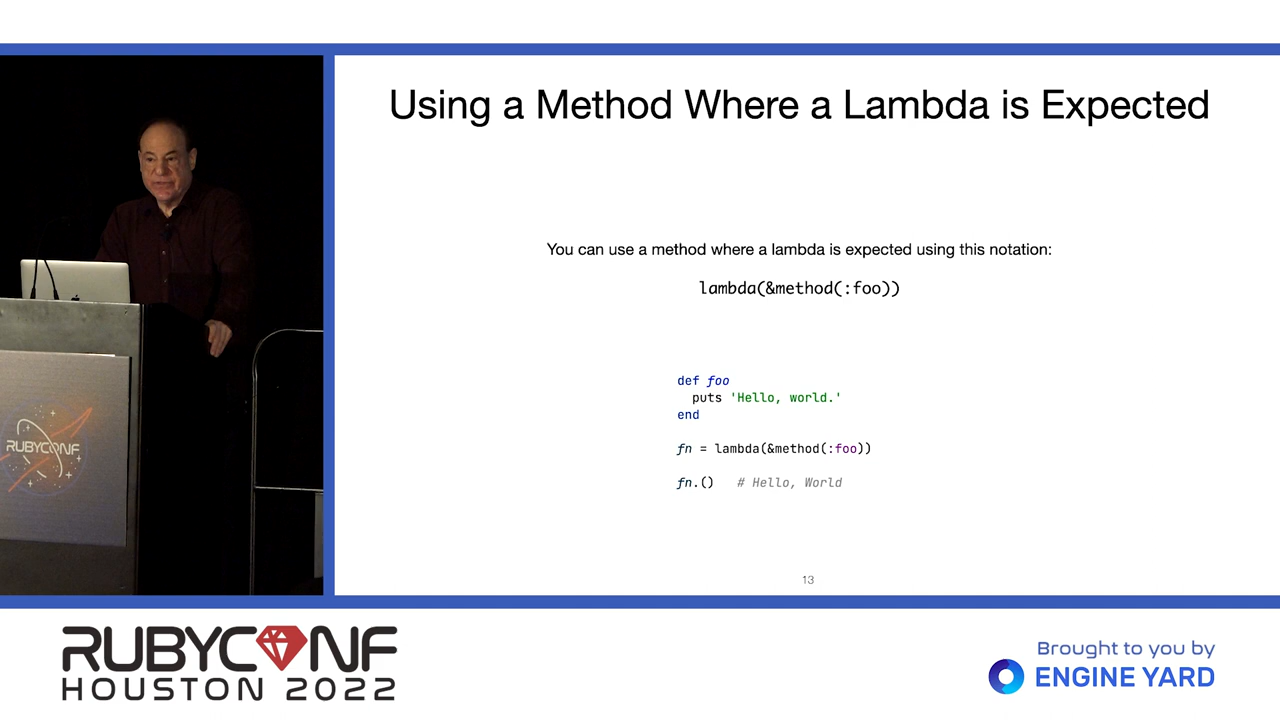 Using a Method Where a Lambda is Expected
You can use a method where a lambda is expected using this notation:
lambda(&method(:foo))
def foo
  puts 'Hello, world.'
end
fn = lambda(&method(:foo))
fn.()   # Hello, World
13
RUBYCONF
RUBYCONF
HOUSTON 2022
Brought to you by
ENGINE YARD